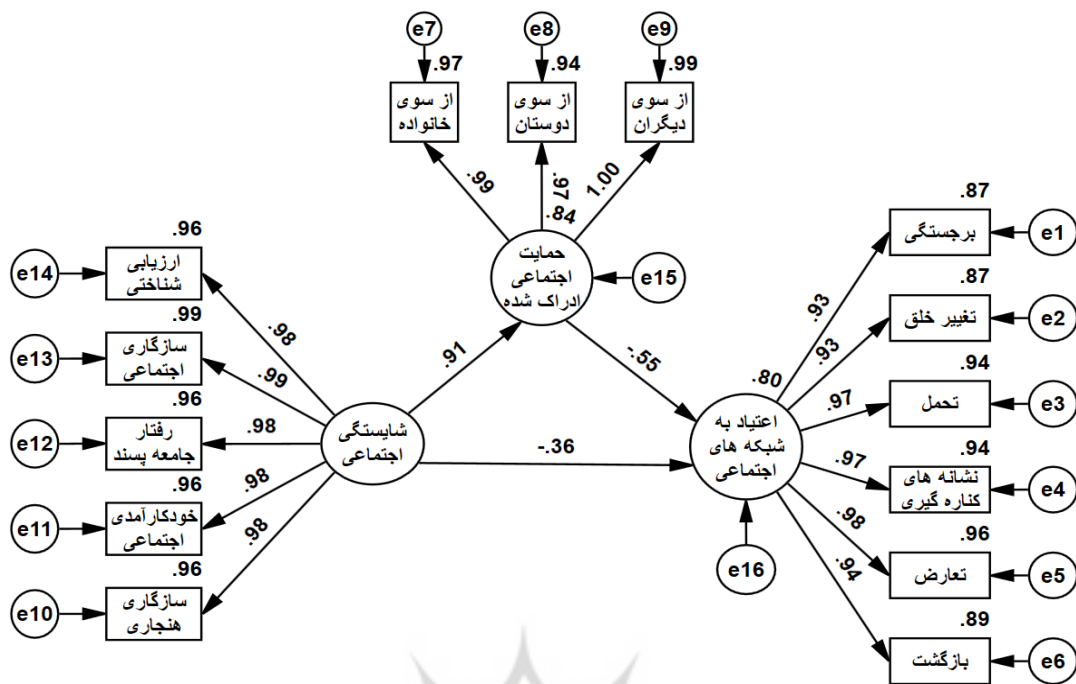 e7
e8
e9
.97
.94
.99
از سوی
خانواده
از سوی
دوستان
از سوی
دیگران
.99
.97
1.00
.84
حمایت
اجتماعی
ادراک شده
e15
.87
برجستگی
e1
.87
تغییر خلق
e2
.94
تحمل
e3
.94
نشانه های
کناره گیری
e4
.96
تعارض
e5
.89
بازگشت
e6
.93
.93
.97
.97
.98
.94
.80
اعتیاد به
شبکه های
اجتماعی
e16
.91
-.55
-.36
شایستگی
اجتماعی
.98
.99
.98
.98
.98
.96
ارزیابی
شناختی
e14
.99
سازگاری
اجتماعی
e13
.96
رفتار
جامعه پسند
e12
.96
خودکارآمدی
اجتماعی
e11
.96
سازگاری
هنجاری
e10